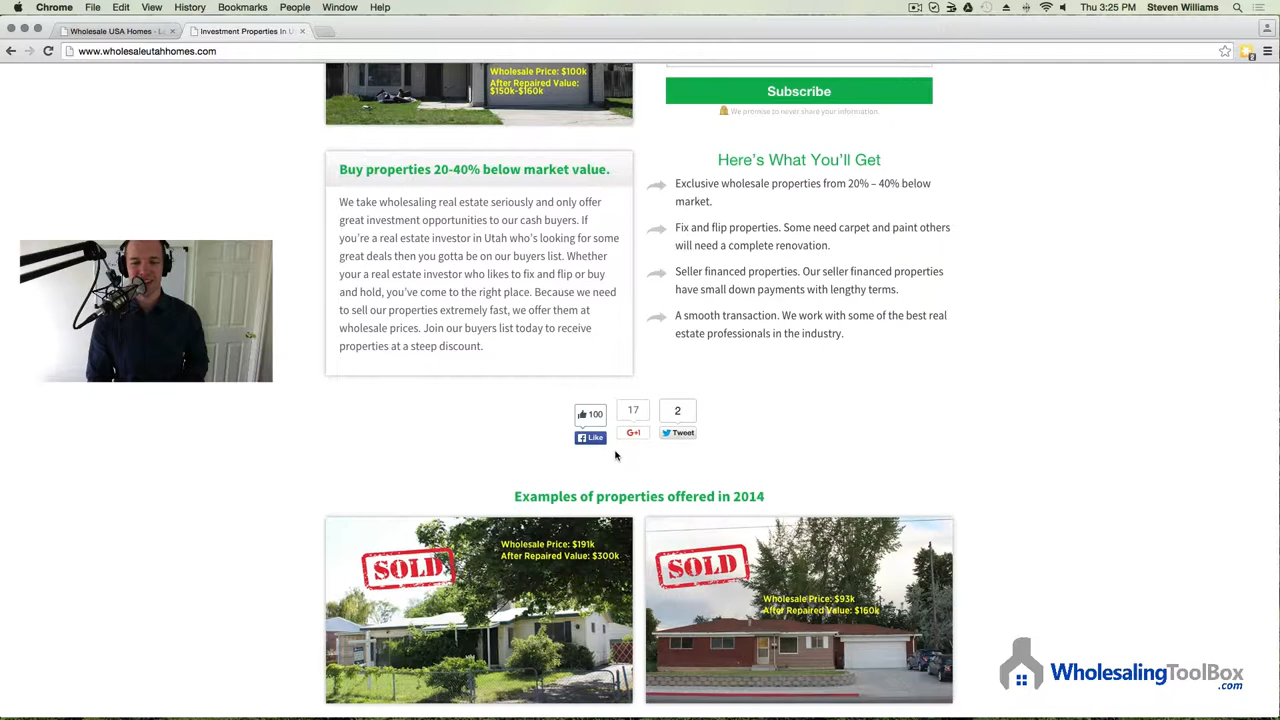 Chrome File Edit View History Bookmarks People Window Help
Thu 3:25 PM Steven Williams
Wholesale USA Homes - L
Investment Properties In U
www.wholesaleutahhomes.com
2
Wholesale Price: $100k
After Repaired Value:
$150k-$160k
Subscribe
We promise to never share your information.
Buy properties 20-40% below market value.
We take wholesaling real estate seriously and only offer
great investment opportunities to our cash buyers. If
you're a real estate investor in Utah who's looking for some
great deals then you gotta be on our buyers list. Whether
your a real estate investor who likes to fix and flip or buy
and hold, you've come to the right place. Because we need
to sell our properties extremely fast, we offer them at
wholesale prices. Join our buyers list today to receive
properties at a steep discount.
Here's What You'll Get
Exclusive wholesale properties from 20% – 40% below
market.
Fix and flip properties. Some need carpet and paint others
will need a complete renovation.
Seller financed properties. Our seller financed properties
have small down payments with lengthy terms.
A smooth transaction. We work with some of the best real
estate professionals in the industry.
100 17 2
Like G+1 Tweet
Examples of properties offered in 2014
SOLD
Wholesale Price: $191k
After Repaired Value: $300k
SOLD
Wholesale Price: $93k
After Repaired Value: $160k
WholesalingToolBox
.com